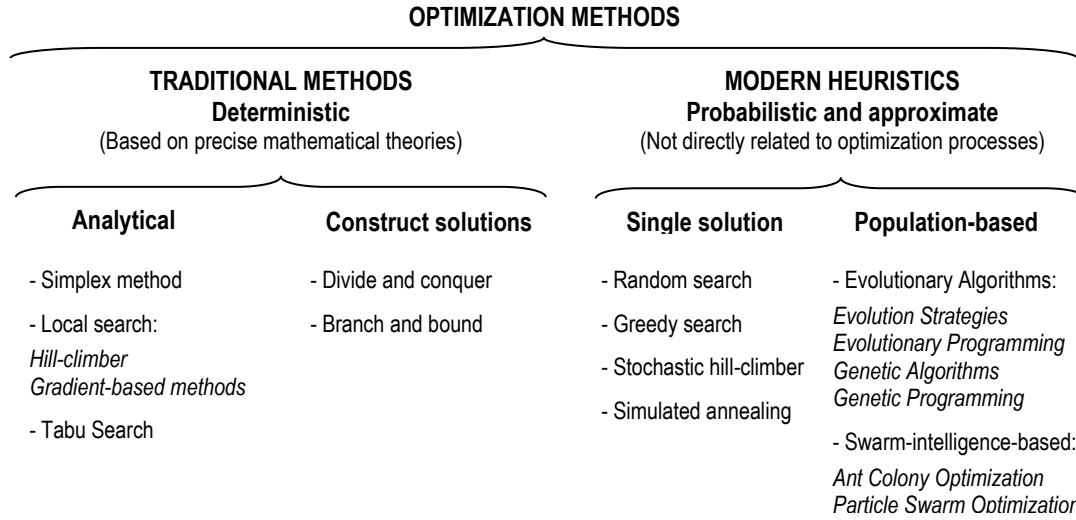 OPTIMIZATION METHODS
TRADITIONAL METHODS
Deterministic
(Based on precise mathematical theories)
MODERN HEURISTICS
Probabilistic and approximate
(Not directly related to optimization processes)
Analytical
- Simplex method
- Local search:
Hill-climber
Gradient-based methods
- Tabu Search
Construct solutions
- Divide and conquer
- Branch and bound
Single solution
- Random search
- Greedy search
- Stochastic hill-climber
- Simulated annealing
Population-based
- Evolutionary Algorithms:
Evolution Strategies
Evolutionary Programming
Genetic Algorithms
Genetic Programming
- Swarm-intelligence-based:
Ant Colony Optimization
Particle Swarm Optimization